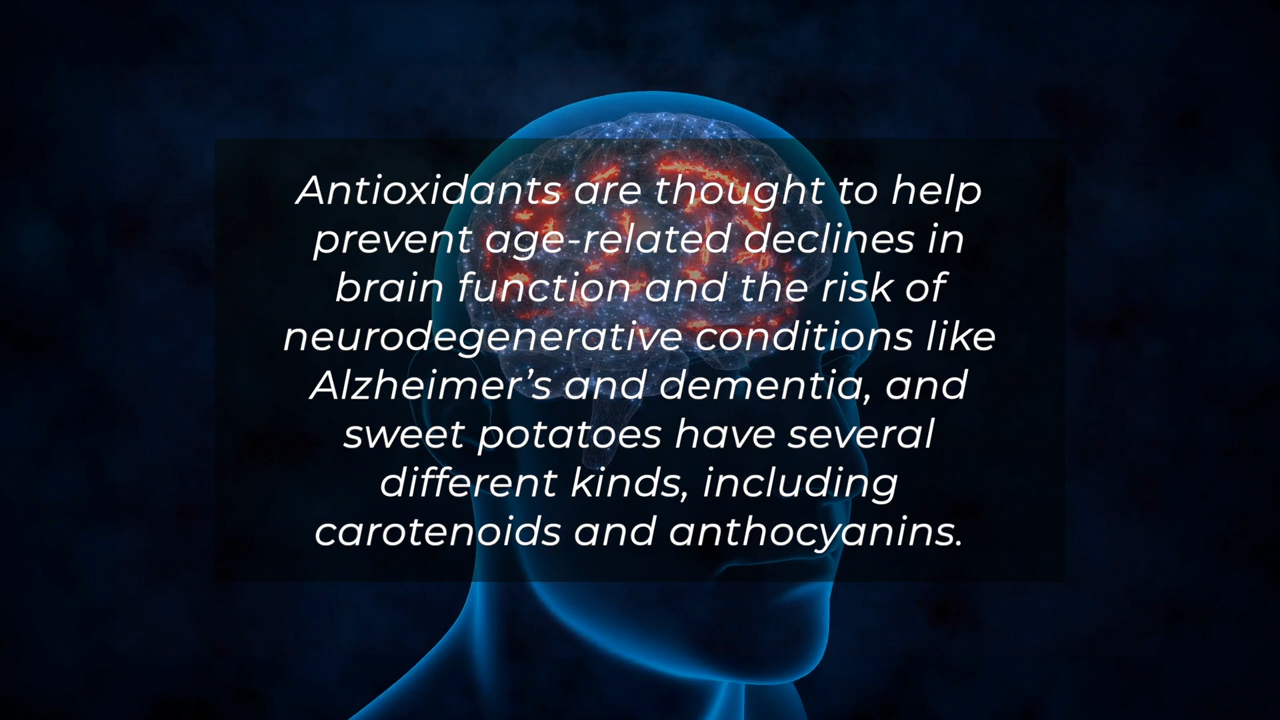 Antioxidants are thought to help
prevent age-related declines in
brain function and the risk of
neurodegenerative conditions like
Alzheimer’s and dementia, and
sweet potatoes have several
different kinds, including
carotenoids and anthocyanins.